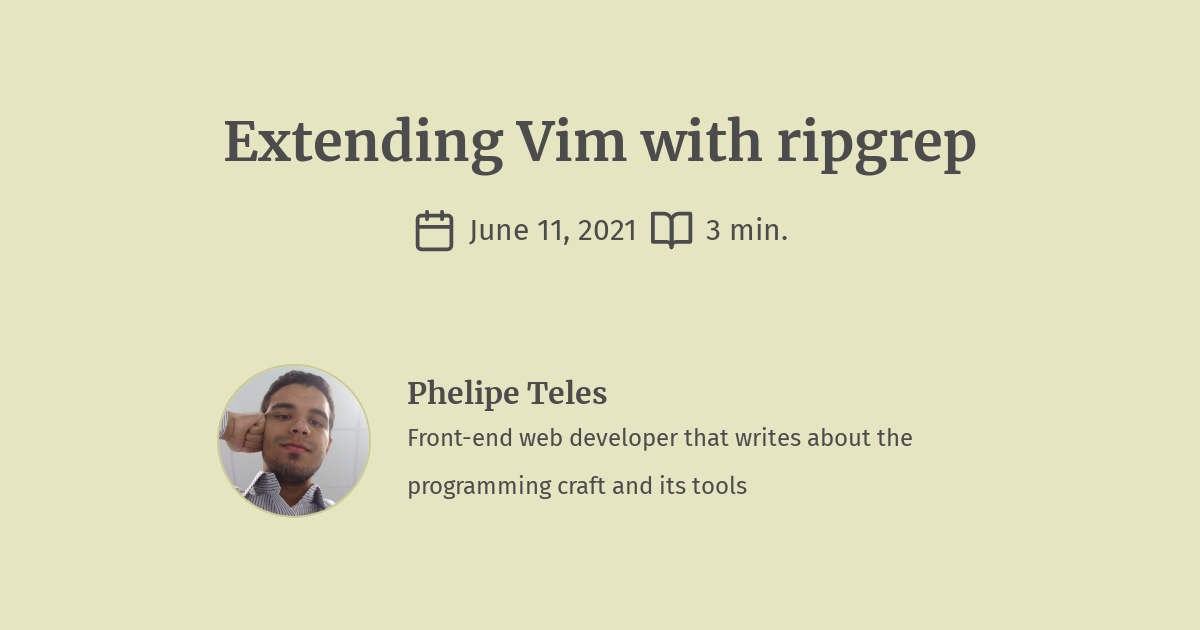 Extending Vim with ripgrep
June 11, 2021 3 min.
Phelipe Teles
Front-end web developer that writes about the
programming craft and its tools